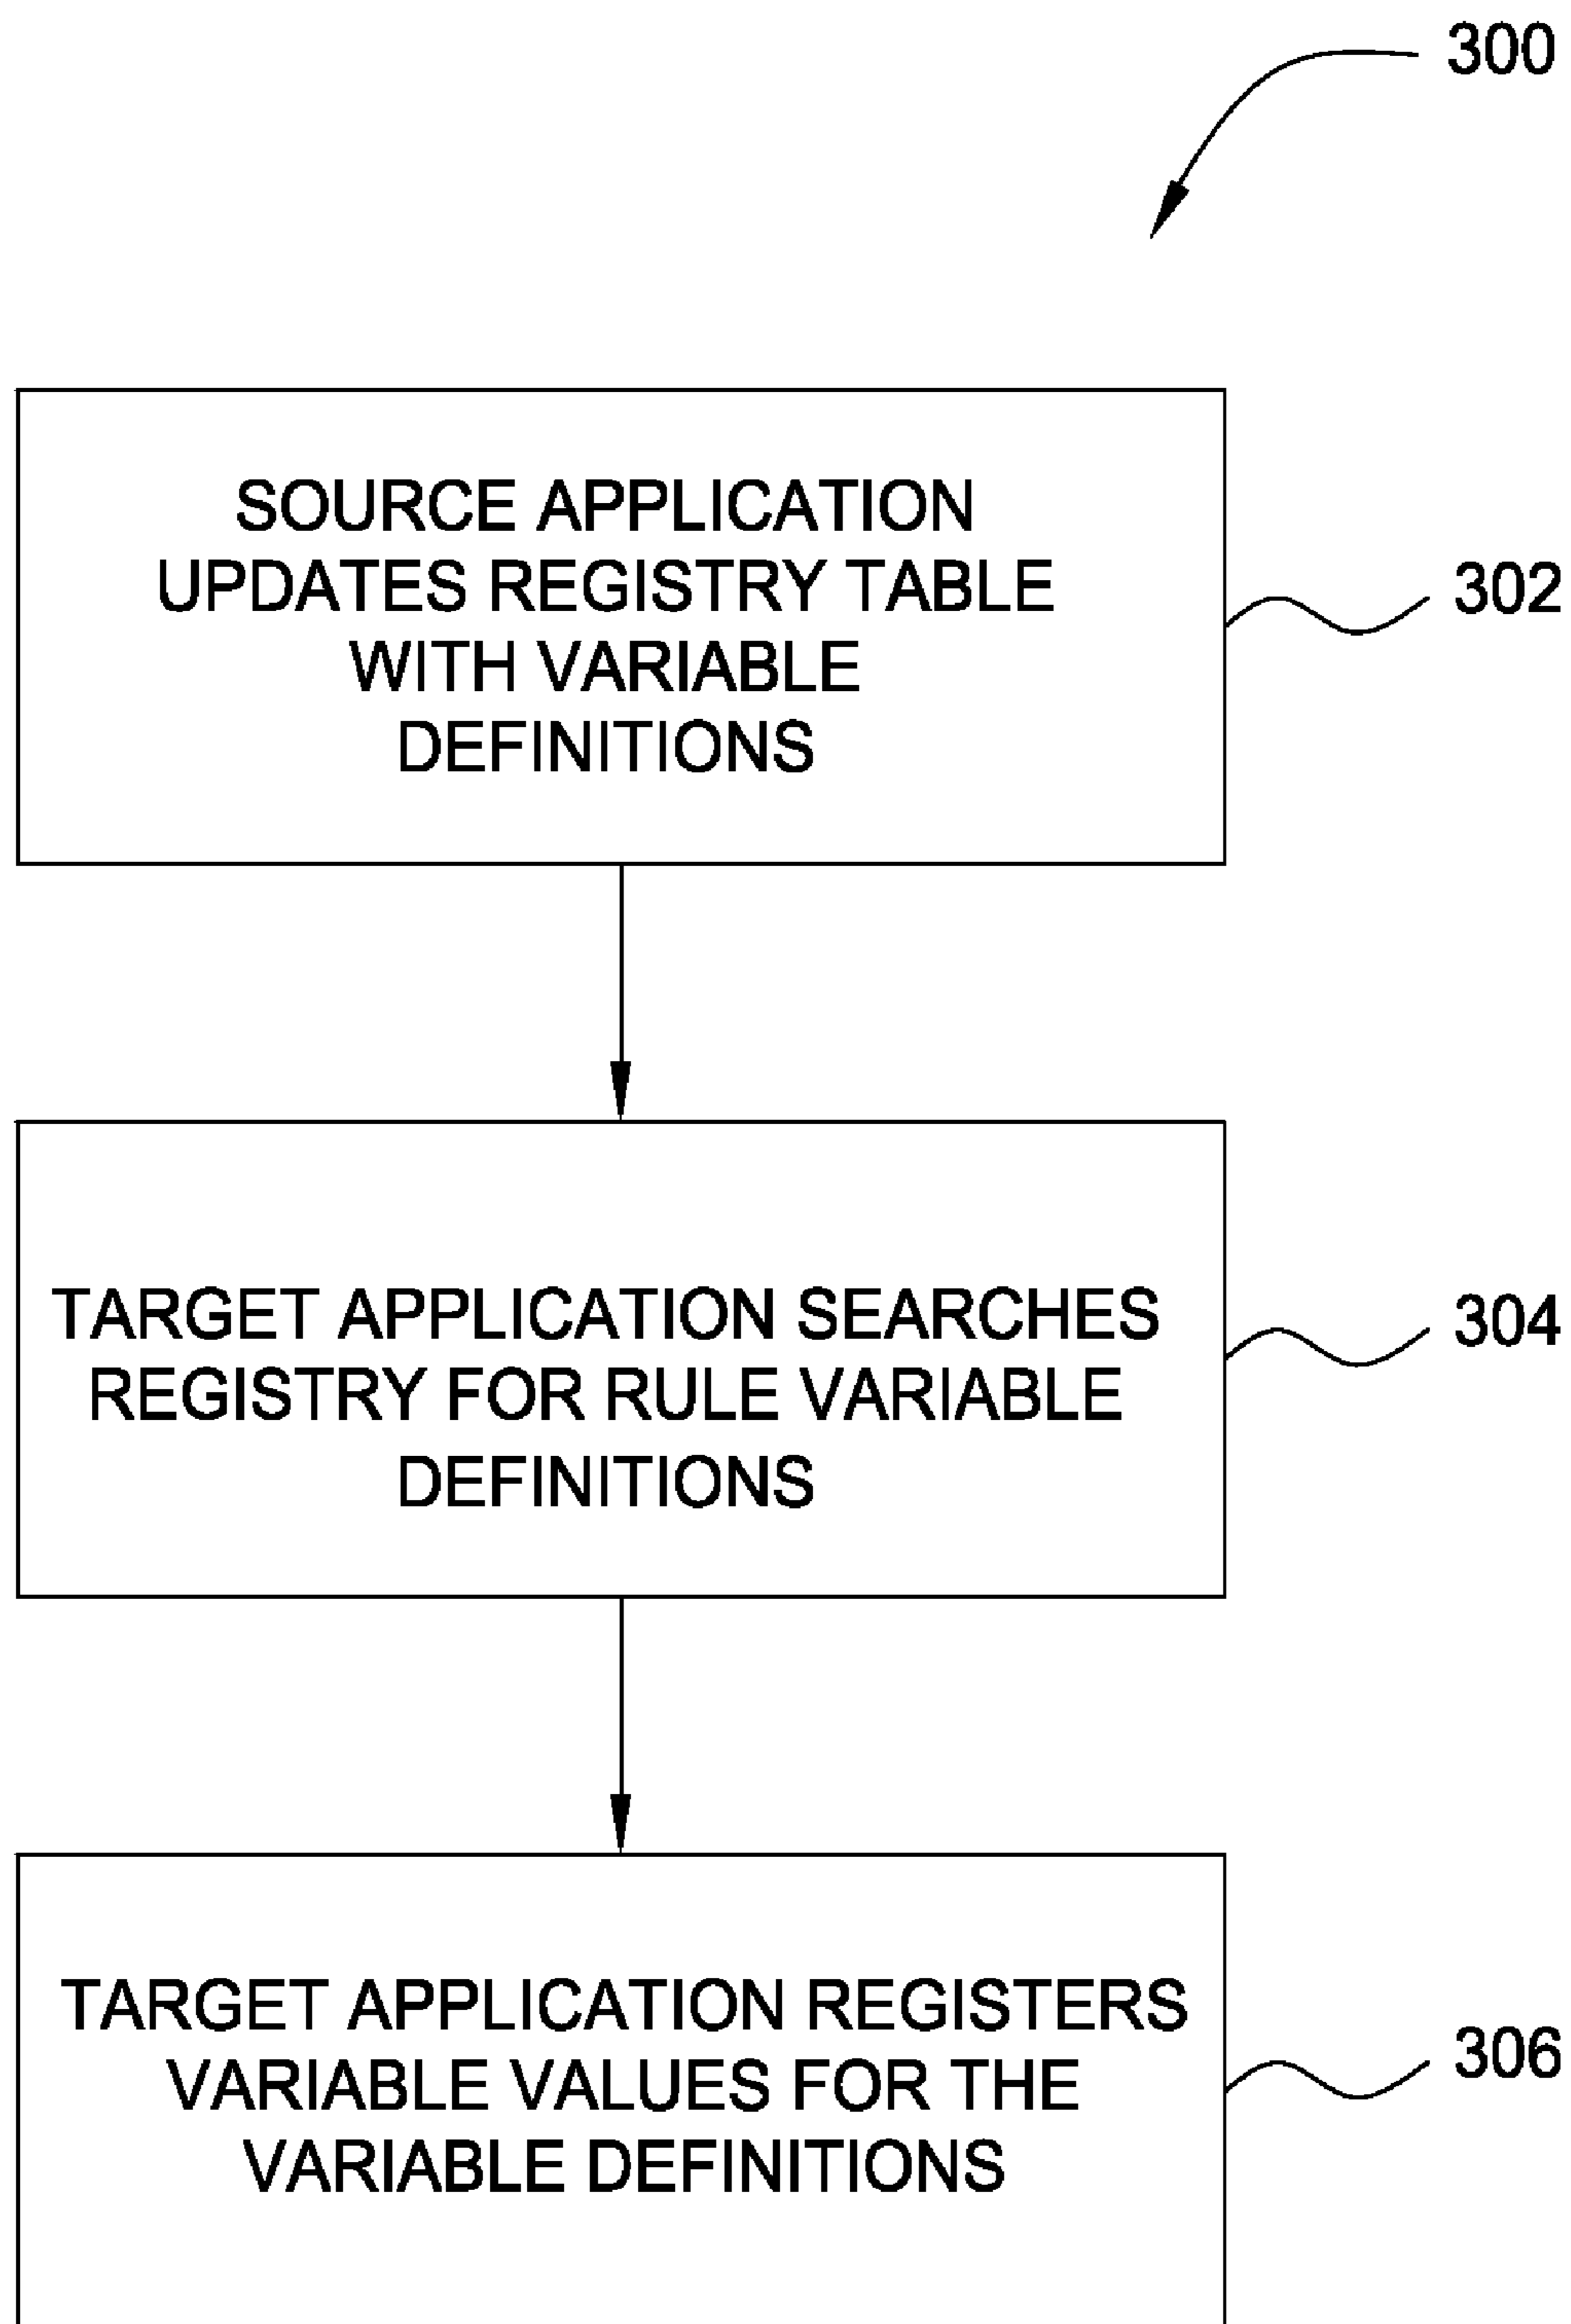 300
SOURCE APPLICATION
UPDATES REGISTRY TABLE
WITH VARIABLE
DEFINITIONS
302
TARGET APPLICATION SEARCHES
REGISTRY FOR RULE VARIABLE
DEFINITIONS
304
TARGET APPLICATION REGISTERS
VARIABLE VALUES FOR THE
VARIABLE DEFINITIONS
306